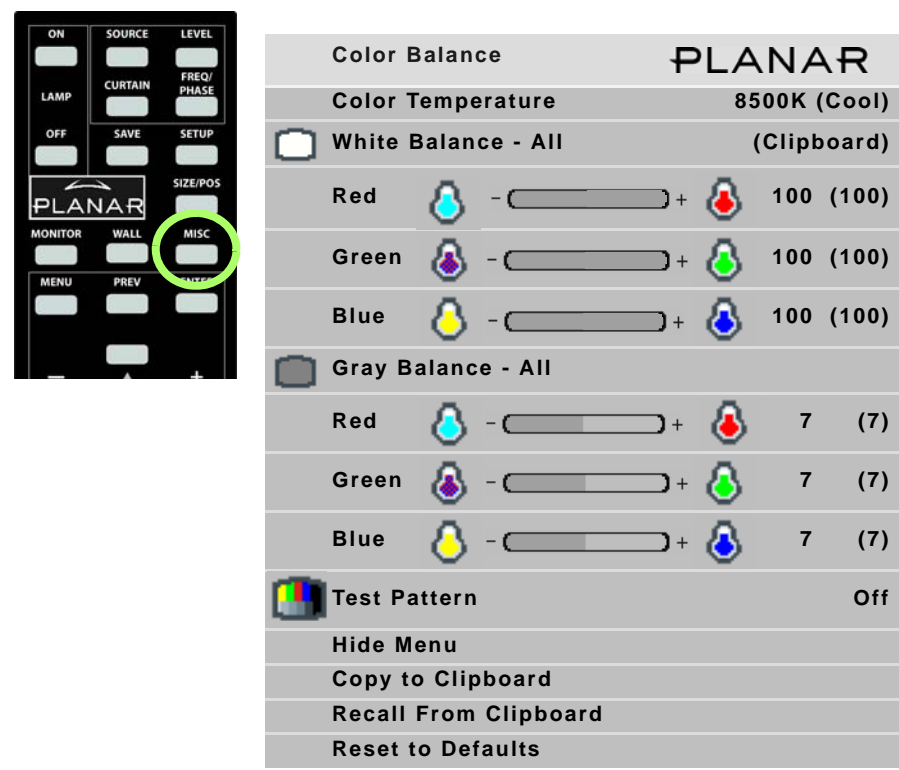 ON SOURCE LEVEL
CURTAIN FREQ/
PHASE
LAMP
OFF SAVE SETUP
SIZE/POS
PLANAR
MONITOR WALL MISC
MENU PREV
– +
Color Balance PLANAR
Color Temperature 8500K (Cool)
White Balance - All (Clipboard)
Red - + 100 (100)
Green - + 100 (100)
Blue - + 100 (100)
Gray Balance - All
Red - + 7 (7)
Green - + 7 (7)
Blue - + 7 (7)
Test Pattern Off
Hide Menu
Copy to Clipboard
Recall From Clipboard
Reset to Defaults